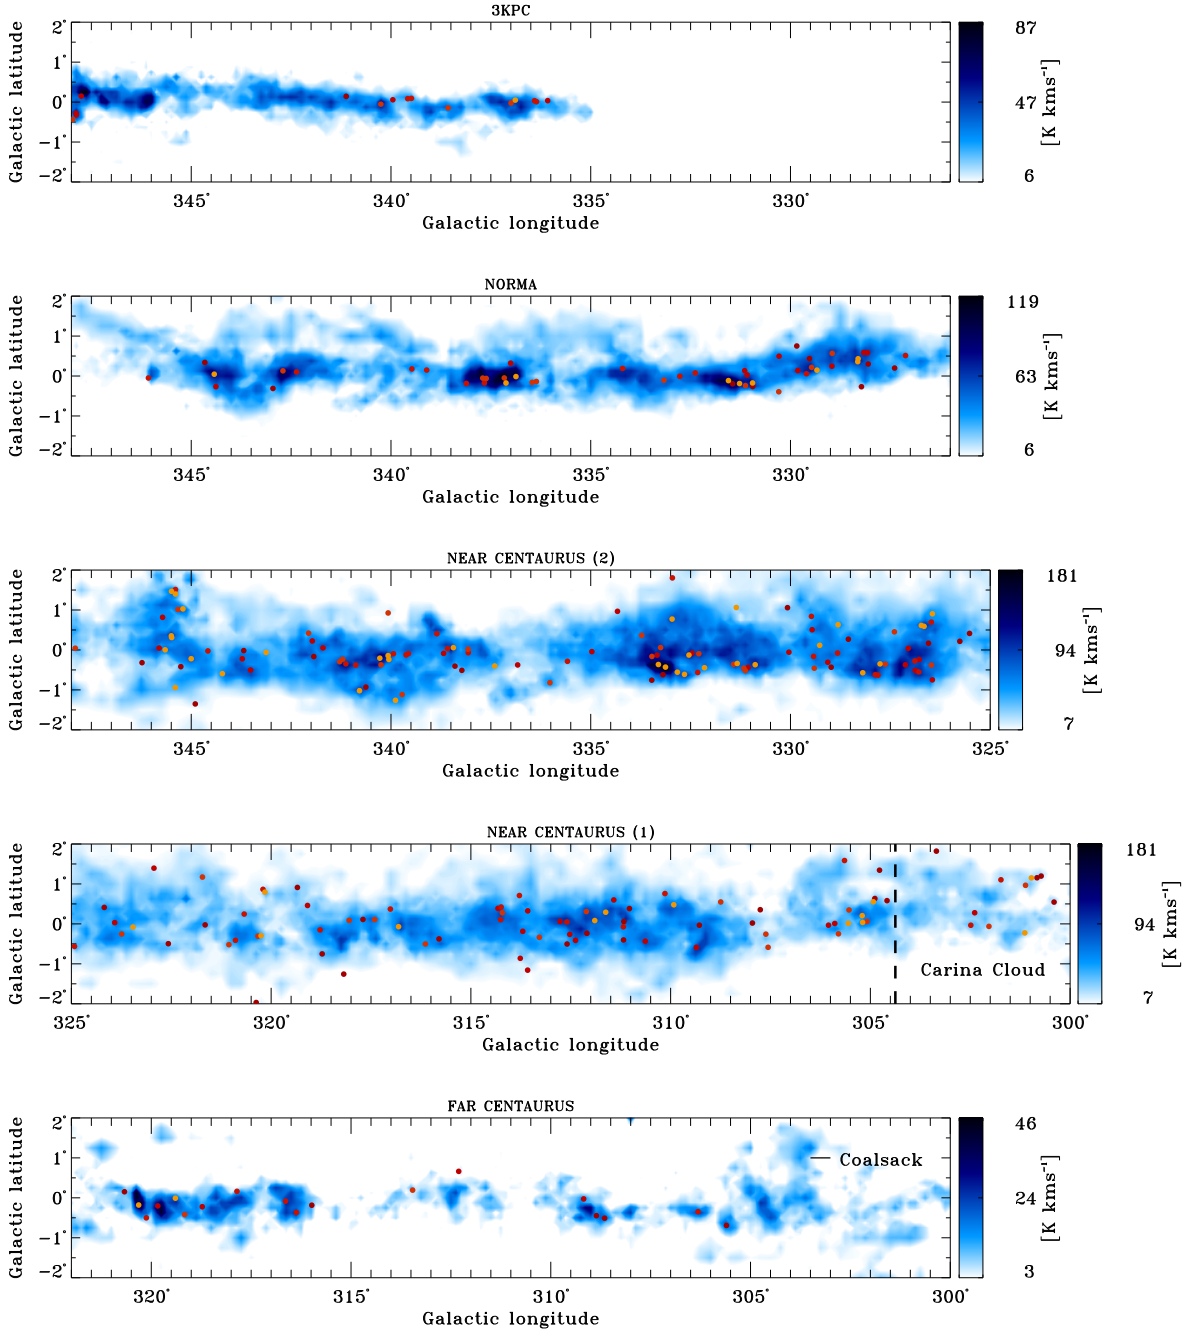 3KPC
Galactic latitude
2°
1°
0°
−1°
−2°
345°
340°
335°
330°
Galactic longitude
87
47
6
[K kms⁻¹]
NORMA
Galactic latitude
2°
1°
0°
−1°
−2°
345°
340°
335°
330°
Galactic longitude
119
63
6
[K kms⁻¹]
NEAR CENTAURUS (2)
Galactic latitude
2°
1°
0°
−1°
−2°
345°
340°
335°
330°
325°
Galactic longitude
181
94
7
[K kms⁻¹]
NEAR CENTAURUS (1)
Galactic latitude
2°
1°
0°
−1°
−2°
Carina Cloud
325°
320°
315°
310°
305°
300°
Galactic longitude
181
94
7
[K kms⁻¹]
FAR CENTAURUS
Galactic latitude
2°
1°
0°
−1°
−2°
Coalsack
320°
315°
310°
305°
300°
Galactic longitude
46
24
3
[K kms⁻¹]